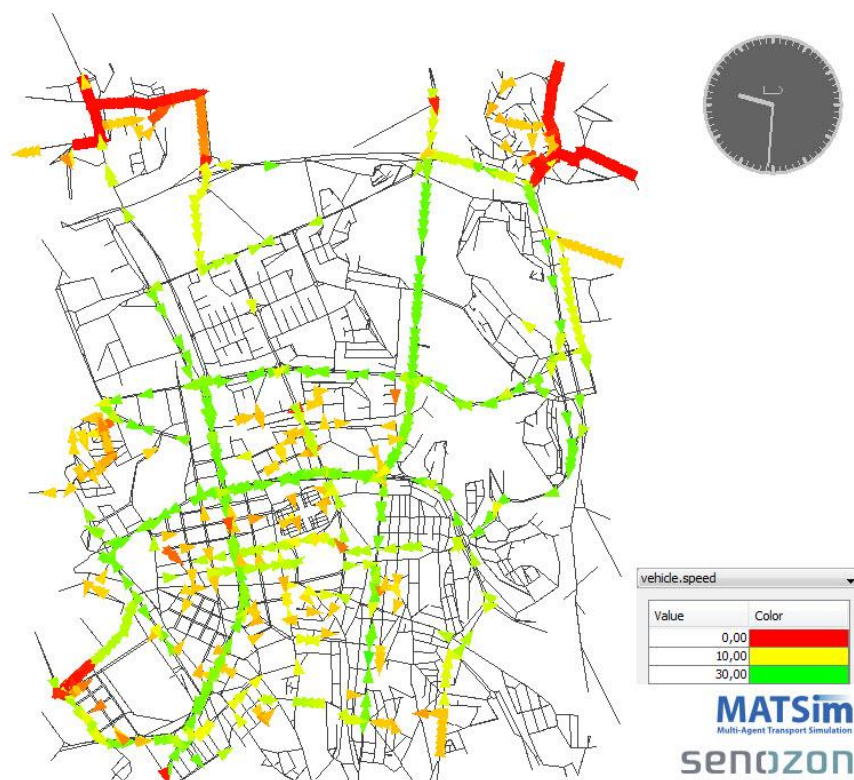 vehicle.speed
Value Color
0,00
10,00
30,00
MATSim
Multi-Agent Transport Simulation
senozon